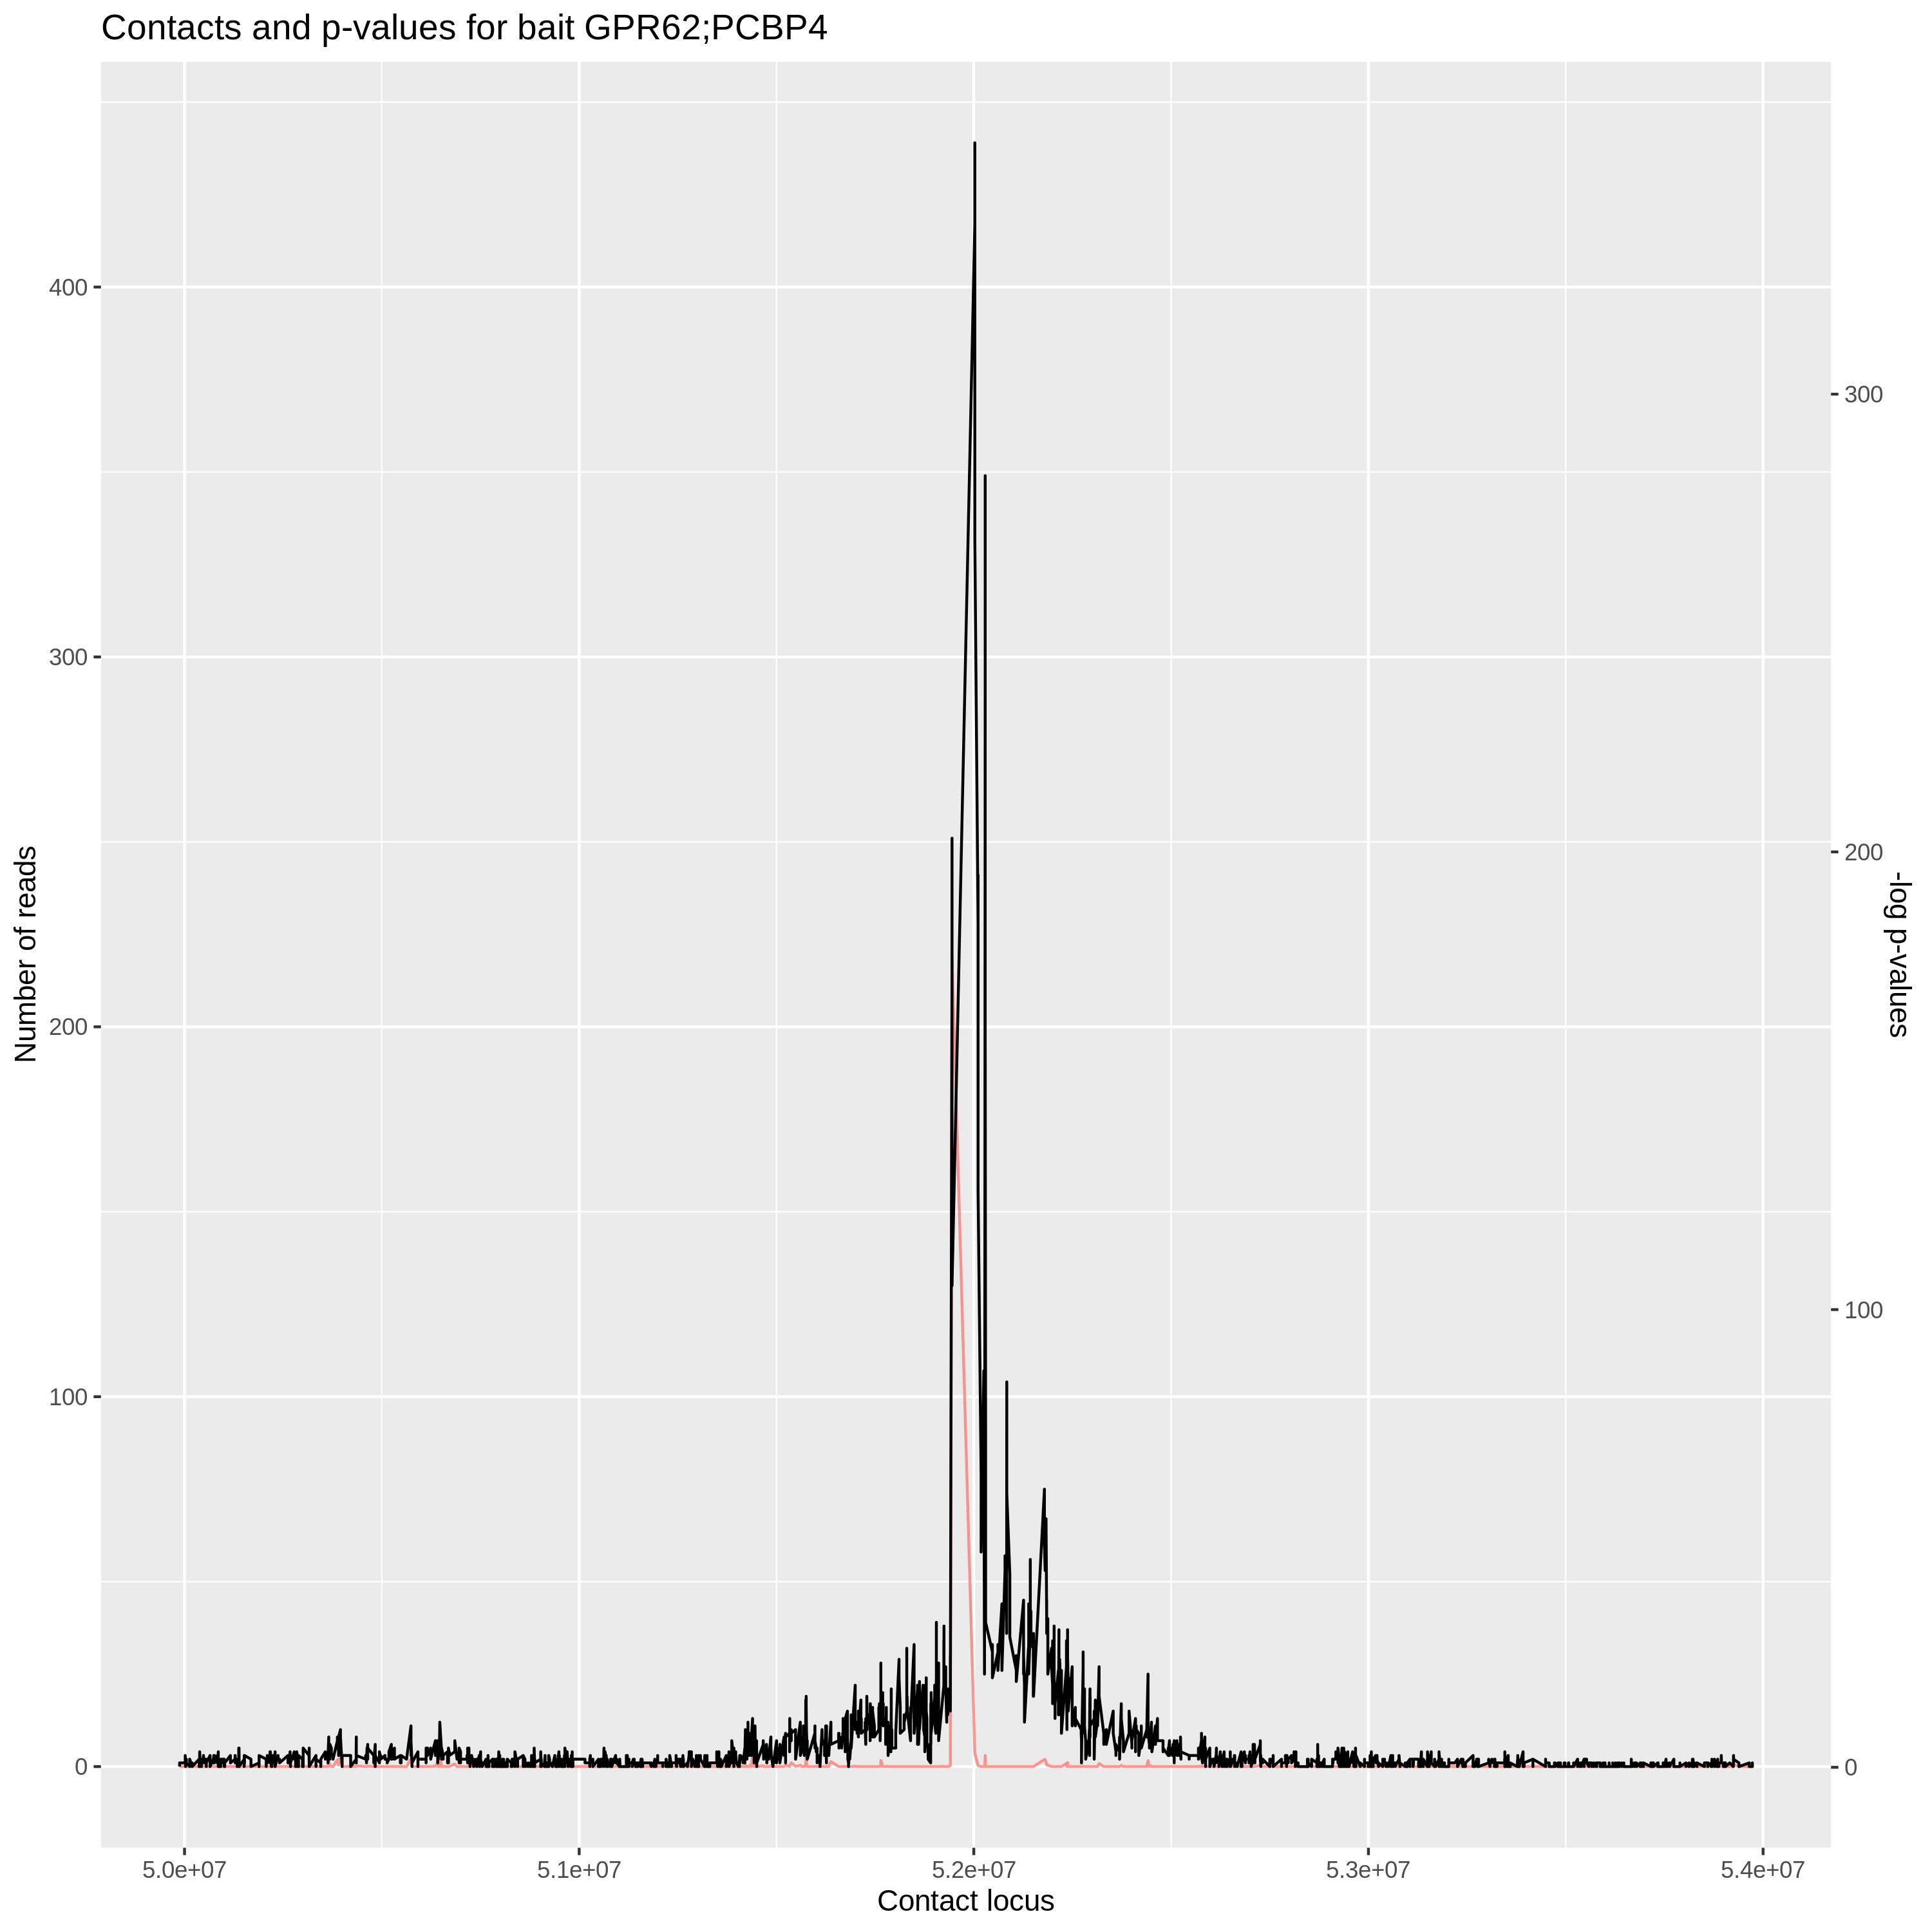 Contacts and p-values for bait GPR62;PCBP4
400
300
200
100
0
Number of reads
300
200
100
0
-log p-values
5.0e+07 5.1e+07 5.2e+07 5.3e+07 5.4e+07
Contact locus